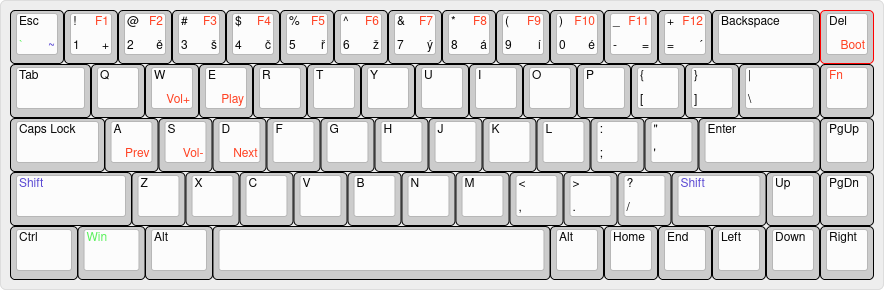 Esc ! F1 @ F2 # F3 $ F4 % F5 ^ F6 & F7 * F8 ( F9 ) F10 _ F11 + F12 Backspace Del
` ~ 1 + 2 ě 3 š 4 č 5 ř 6 ž 7 ý 8 á 9 í 0 é - = = ´ Boot
Tab Q W E R T Y U I O P { } | Fn
Vol+ Play [ ] \
Caps Lock A S D F G H J K L : " Enter PgUp
Prev Vol- Next ; '
Shift Z X C V B N M < > ? Shift Up PgDn
, . /
Ctrl Win Alt Alt Home End Left Down Right